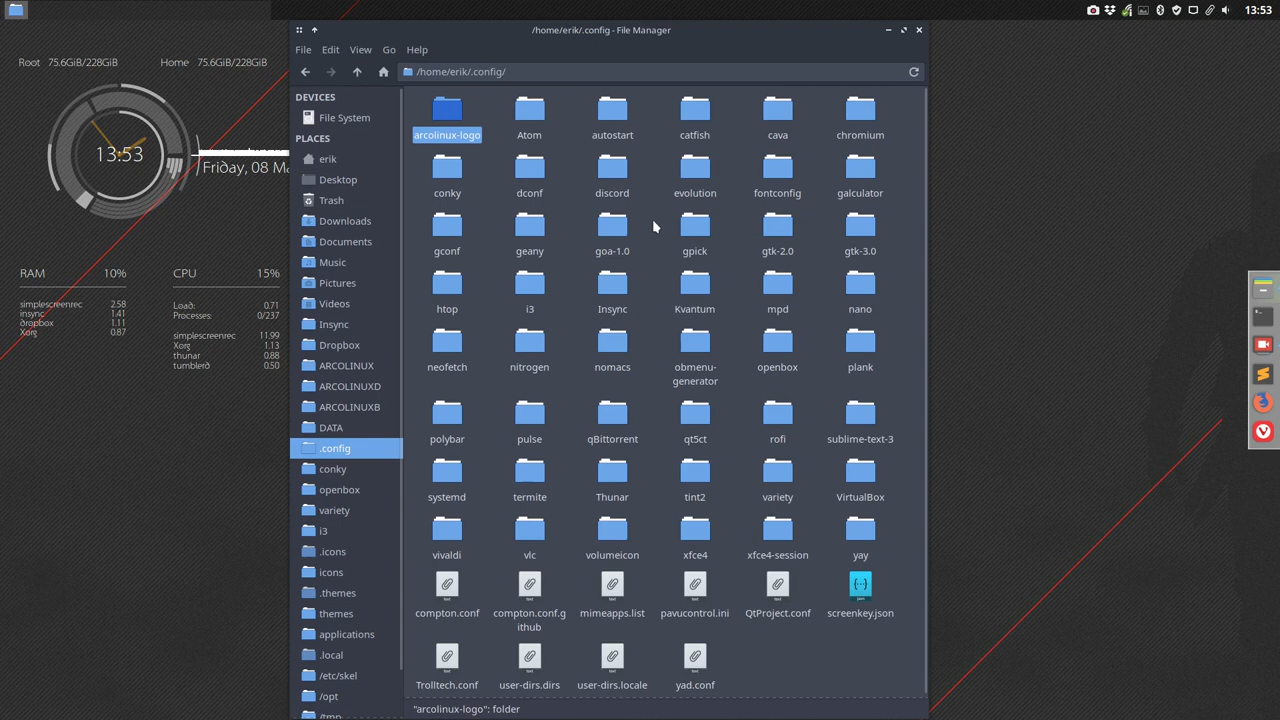 13:53
/home/erik/.config - File Manager
File Edit View Go Help
/home/erik/.config/
Root 75.6GiB/228GiB Home 75.6GiB/228GiB
13:53
Friday, 08 Ma
RAM 10%
simplescreenrec 2.58
insync 1.41
dropbox 1.11
Xorg 0.87
CPU 15%
Load: 0.71
Processes: 0/237
simplescreenrec 11.99
Xorg 1.13
thunar 0.88
tumblerd 0.50
DEVICES
File System
PLACES
erik
Desktop
Trash
Downloads
Documents
Music
Pictures
Videos
Insync
Dropbox
ARCOLINUX
ARCOLINUXD
ARCOLINUXB
DATA
.config
conky
openbox
variety
i3
.icons
icons
.themes
themes
applications
.local
/etc/skel
/opt
/tmp
arcolinux-logo Atom autostart catfish cava chromium
conky dconf discord evolution fontconfig galculator
gconf geany goa-1.0 gpick gtk-2.0 gtk-3.0
htop i3 Insync Kvantum mpd nano
neofetch nitrogen nomacs obmenu-
generator openbox plank
polybar pulse qBittorrent qt5ct rofi sublime-text-3
systemd termite Thunar tint2 variety VirtualBox
vivaldi vlc volumeicon xfce4 xfce4-session yay
compton.conf compton.conf.g
ithub mimeapps.list pavucontrol.ini QtProject.conf screenkey.json
Trolltech.conf user-dirs.dirs user-dirs.locale yad.conf
"arcolinux-logo": folder